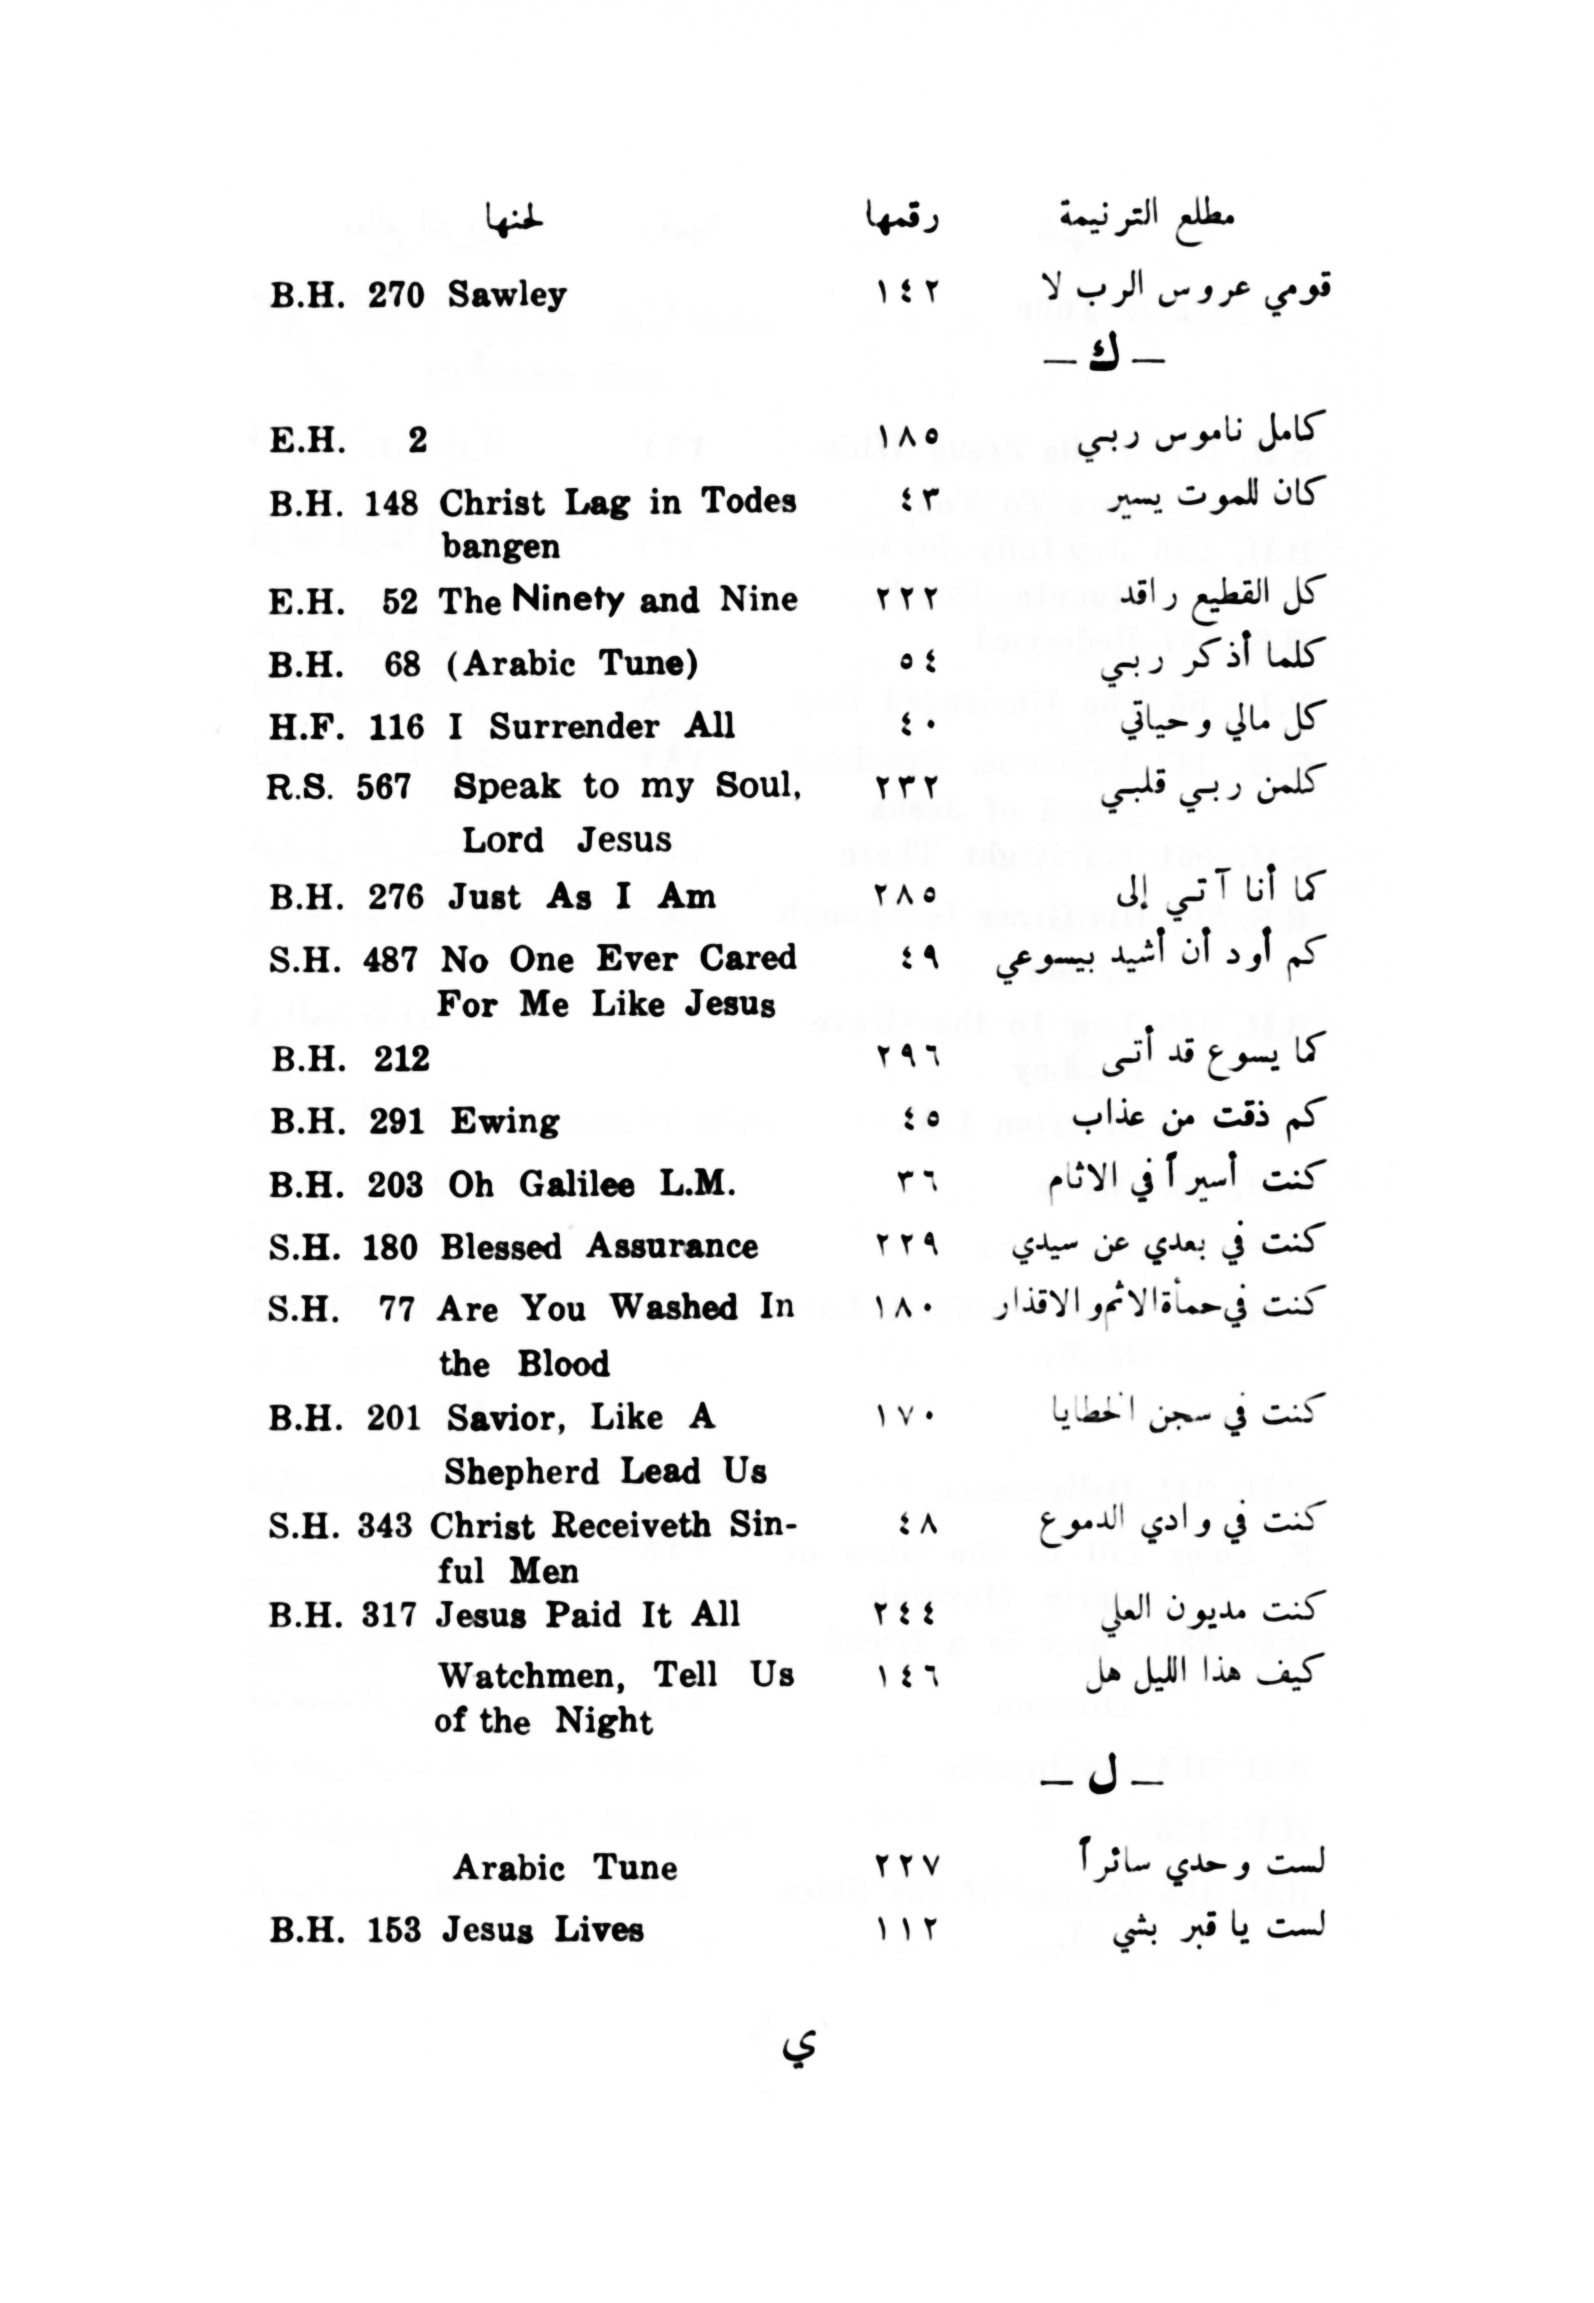 مطلع الترنيمة رقمها لحنها
قومي عروس الرب لا ١٤٢ B.H. 270 Sawley
— ك —
كامل ناموس ربي ١٨٥ E.H. 2
كان للموت يسير ٤٣ B.H. 148 Christ Lag in Todes
bangen
كل القطيع راقد ٢٢٢ E.H. 52 The Ninety and Nine
كلما أذكر ربي ٥٤ B.H. 68 (Arabic Tune)
كل مالي وحياتي ٤٠ H.F. 116 I Surrender All
كلمن ربي قلبي ٢٣٢ R.S. 567 Speak to my Soul,
Lord Jesus
كما أنا آتي إلى ٢٨٥ B.H. 276 Just As I Am
كم أود أن أشيد بيسوعي ٤٩ S.H. 487 No One Ever Cared
For Me Like Jesus
كما يسوع قد أتى ٢٩٦ B.H. 212
كم ذقت من عذاب ٤٥ B.H. 291 Ewing
كنت أسيراً في الاثام ٣٦ B.H. 203 Oh Galilee L.M.
كنت في بعدي عن سيدي ٢٢٩ S.H. 180 Blessed Assurance
كنت في حمأة الاثم والاقذار ١٨٠ S.H. 77 Are You Washed In
the Blood
كنت في سجن الخطايا ١٧٠ B.H. 201 Savior, Like A
Shepherd Lead Us
كنت في وادي الدموع ٤٨ S.H. 343 Christ Receiveth Sin-
ful Men
كنت مديون العلي ٢٤٤ B.H. 317 Jesus Paid It All
كيف هذا الليل هل ١٤٦ Watchmen, Tell Us
of the Night
— ل —
لست وحدي سائراً ٢٢٧ Arabic Tune
لست يا قبر بشي ١١٢ B.H. 153 Jesus Lives
ي